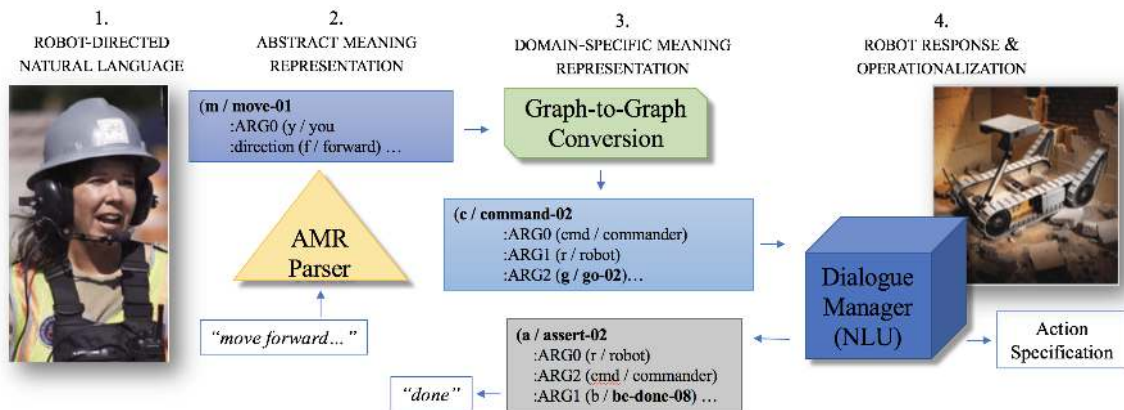 1.
ROBOT-DIRECTED
NATURAL LANGUAGE
2.
ABSTRACT MEANING
REPRESENTATION
3.
DOMAIN-SPECIFIC MEANING
REPRESENTATION
4.
ROBOT RESPONSE &
OPERATIONALIZATION
(m / move-01
:ARG0 (y / you
:direction (f / forward) …
AMR
Parser
“move forward…”
Graph-to-Graph
Conversion
(c / command-02
:ARG0 (cmd / commander)
:ARG1 (r / robot)
:ARG2 (g / go-02)…
Dialogue
Manager
(NLU)
Action
Specification
(a / assert-02
:ARG0 (r / robot)
:ARG2 (cmd / commander)
:ARG1 (b / be-done-08) …
“done”